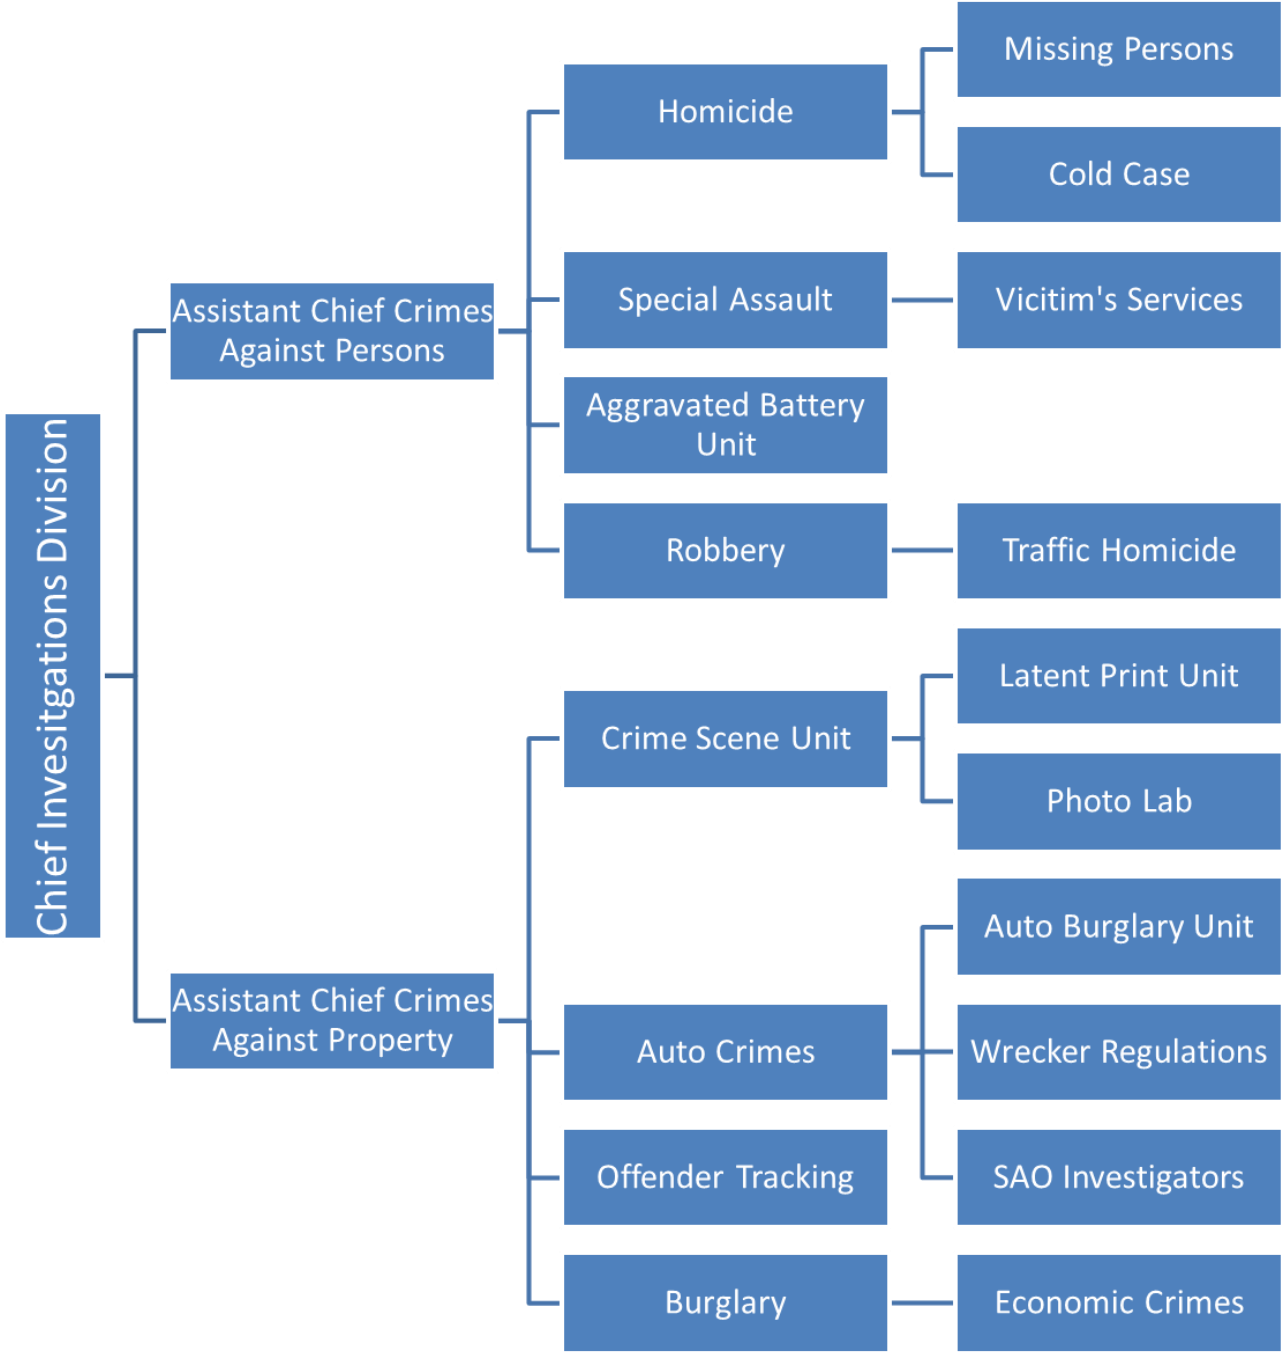 Chief Invesitgations Division
Assistant Chief Crimes
Against Persons
Homicide
Missing Persons
Cold Case
Special Assault
Vicitim's Services
Aggravated Battery
Unit
Robbery
Traffic Homicide
Assistant Chief Crimes
Against Property
Crime Scene Unit
Latent Print Unit
Photo Lab
Auto Crimes
Auto Burglary Unit
Wrecker Regulations
SAO Investigators
Offender Tracking
Burglary
Economic Crimes